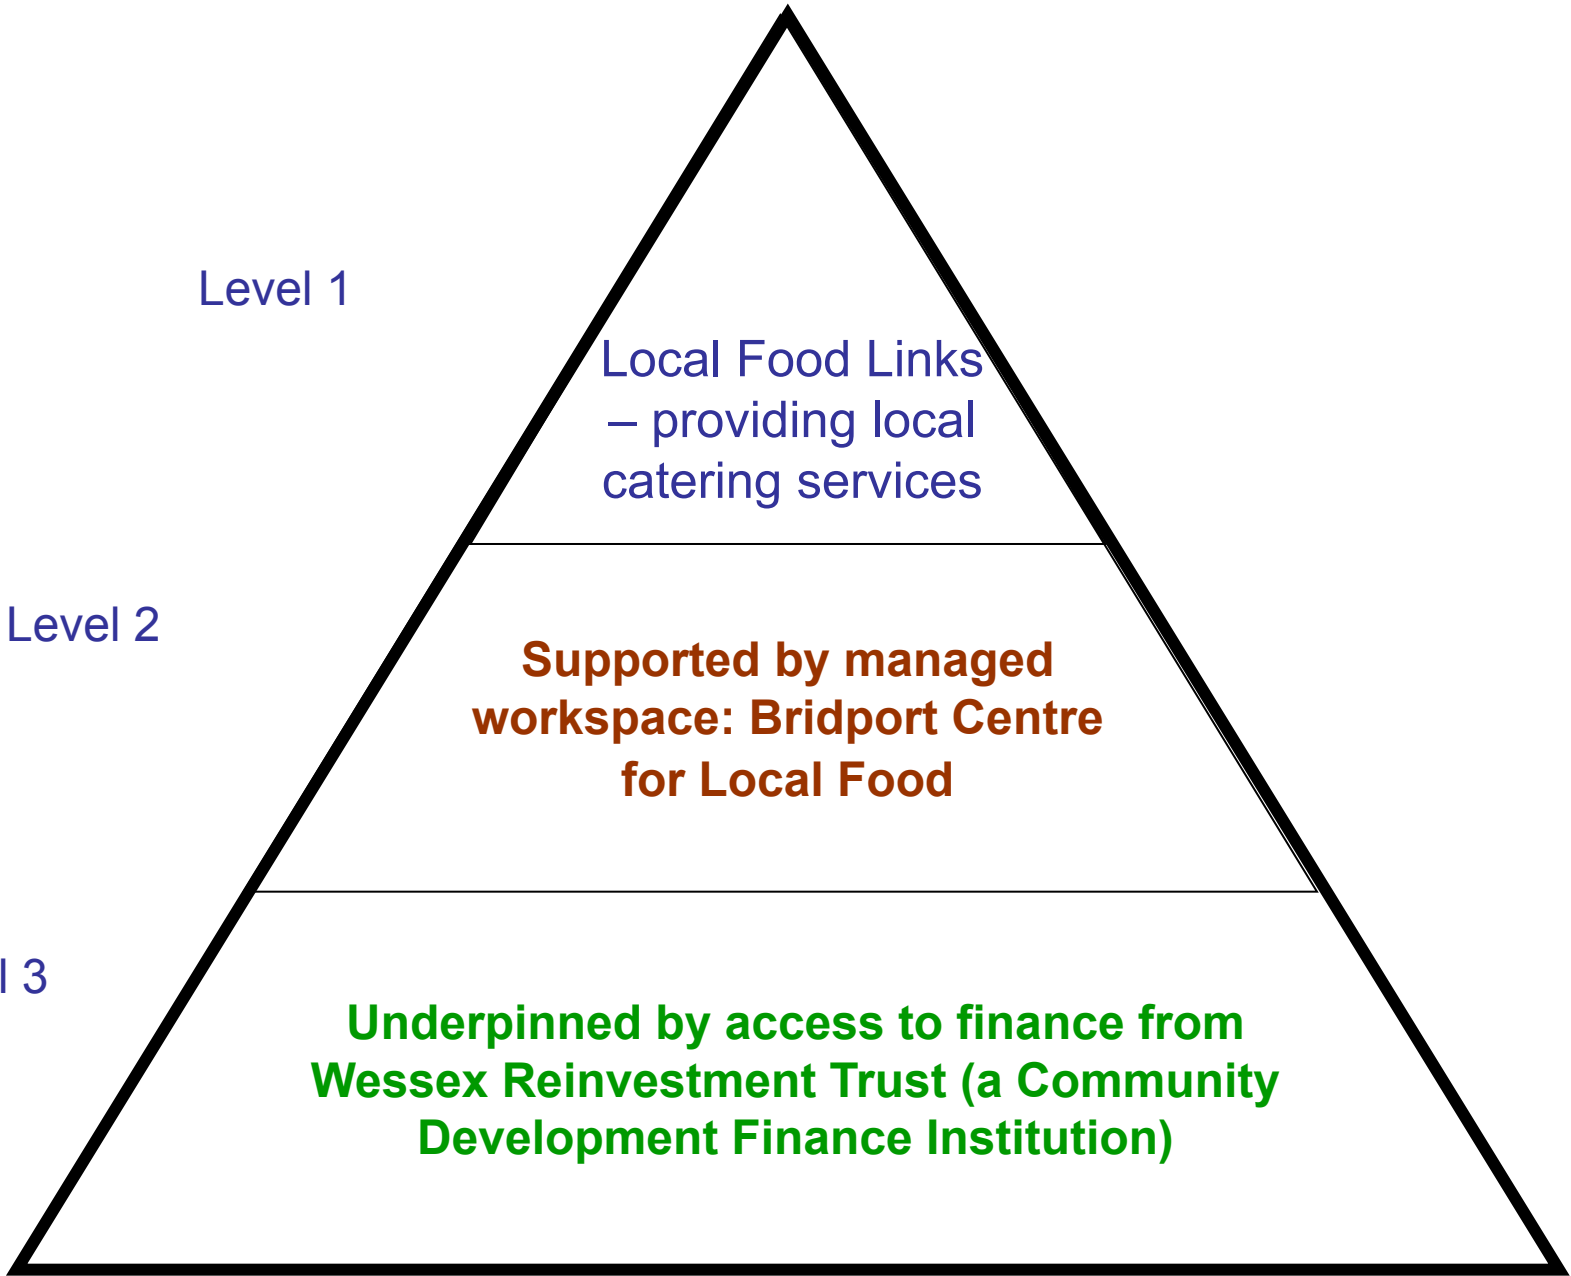 Level 1
Local Food Links
– providing local
catering services
Level 2
Supported by managed
workspace: Bridport Centre
for Local Food
l 3
Underpinned by access to finance from
Wessex Reinvestment Trust (a Community
Development Finance Institution)